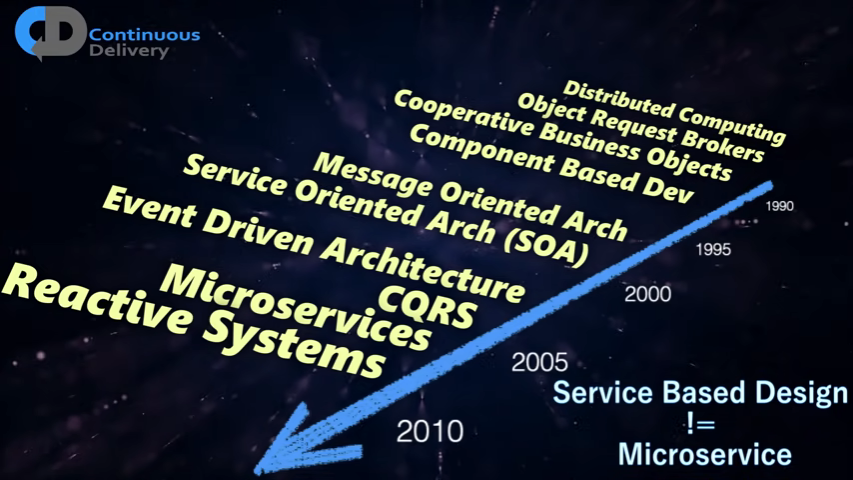 Continuous
Delivery
Distributed Computing
Object Request Brokers
Cooperative Business Objects
Component Based Dev
Message Oriented Arch
Service Oriented Arch (SOA)
Event Driven Architecture
CQRS
Microservices
Reactive Systems
1990
1995
2000
2005
2010
Service Based Design
!=
Microservice